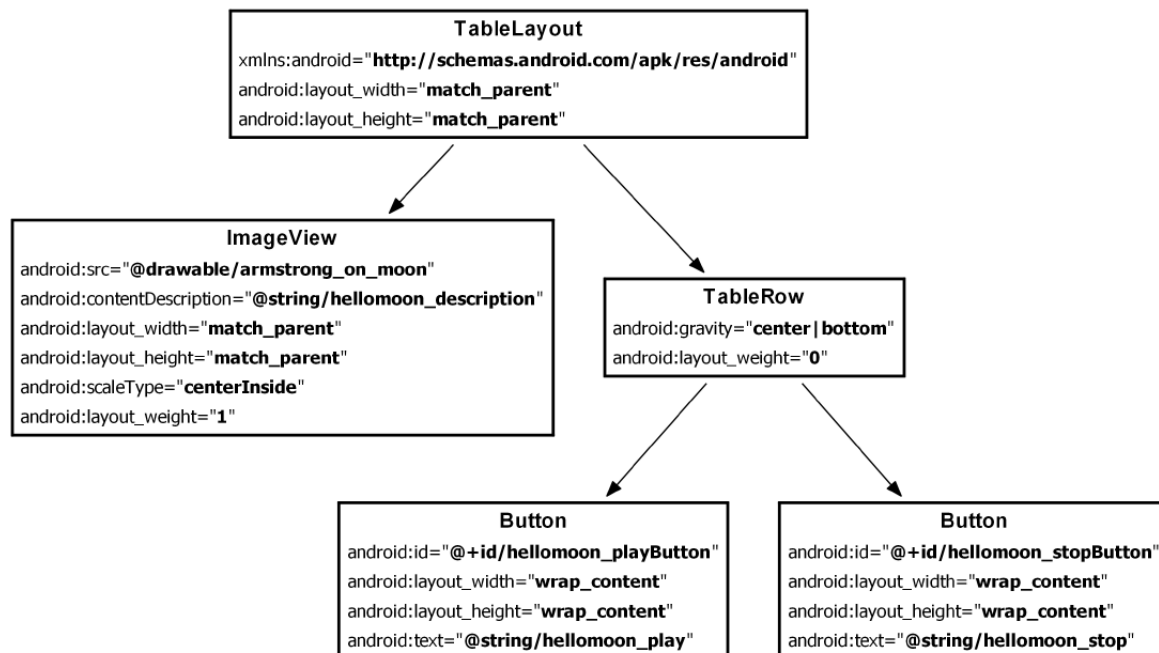 TableLayout
xmlns:android="http://schemas.android.com/apk/res/android"
android:layout_width="match_parent"
android:layout_height="match_parent"
ImageView
android:src="@drawable/armstrong_on_moon"
android:contentDescription="@string/hellomoon_description"
android:layout_width="match_parent"
android:layout_height="match_parent"
android:scaleType="centerInside"
android:layout_weight="1"
TableRow
android:gravity="center|bottom"
android:layout_weight="0"
Button
android:id="@+id/hellomoon_playButton"
android:layout_width="wrap_content"
android:layout_height="wrap_content"
android:text="@string/hellomoon_play"
Button
android:id="@+id/hellomoon_stopButton"
android:layout_width="wrap_content"
android:layout_height="wrap_content"
android:text="@string/hellomoon_stop"